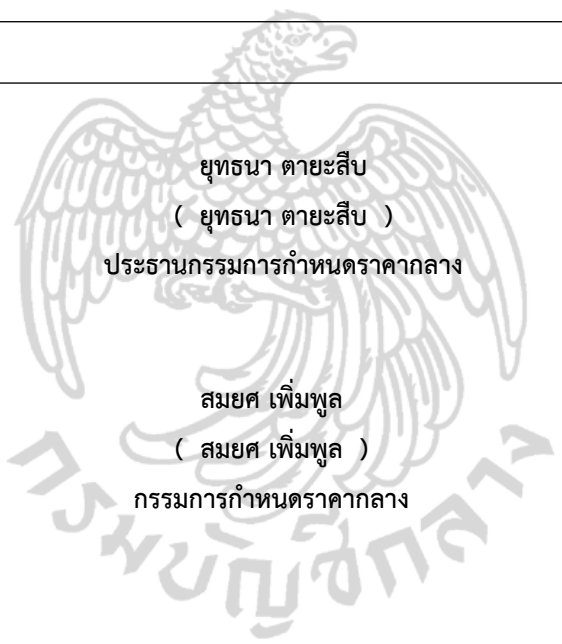 ยุทธนา ตายะสืบ
( ยุทธนา ตายะสืบ )
ประธานกรรมการกำหนดราคากลาง
สมยศ เพิ่มพูล
( สมยศ เพิ่มพูล )
กรรมการกำหนดราคากลาง
กรมบัญชีกลาง